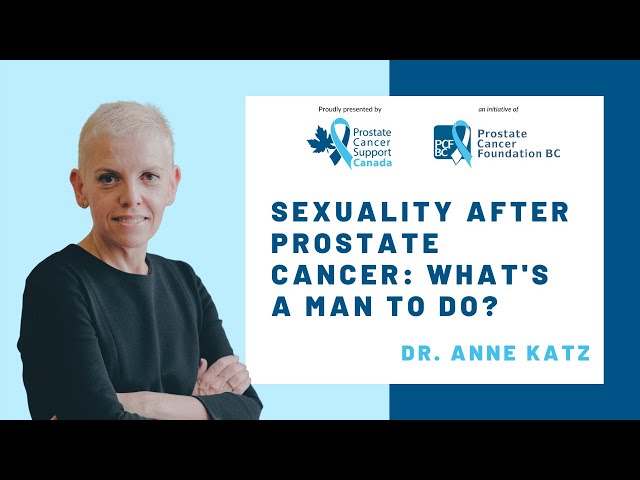 Proudly presented by
Prostate
Cancer
Support
Canada
an initiative of
PCF
BC
Prostate
Cancer
Foundation BC
SEXUALITY AFTER
PROSTATE
CANCER: WHAT'S
A MAN TO DO?
DR. ANNE KATZ